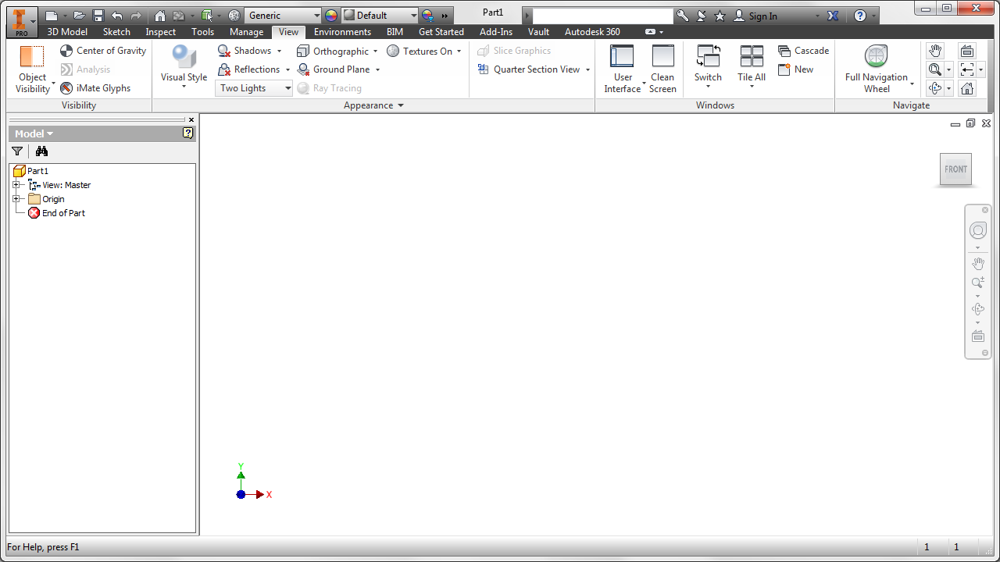 Generic
Default
Part1
Sign In
PRO
3D Model Sketch Inspect Tools Manage View Environments BIM Get Started Add-Ins Vault Autodesk 360
Object Visibility
Center of Gravity
Analysis
iMate Glyphs
Visibility
Visual Style
Shadows
Reflections
Two Lights
Orthographic
Ground Plane
Ray Tracing
Textures On
Appearance
Slice Graphics
Quarter Section View
User Interface
Clean Screen
Switch
Tile All
Cascade
New
Windows
Full Navigation Wheel
Navigate
Model
Part1
View: Master
Origin
End of Part
FRONT
Y
X
For Help, press F1
1 1